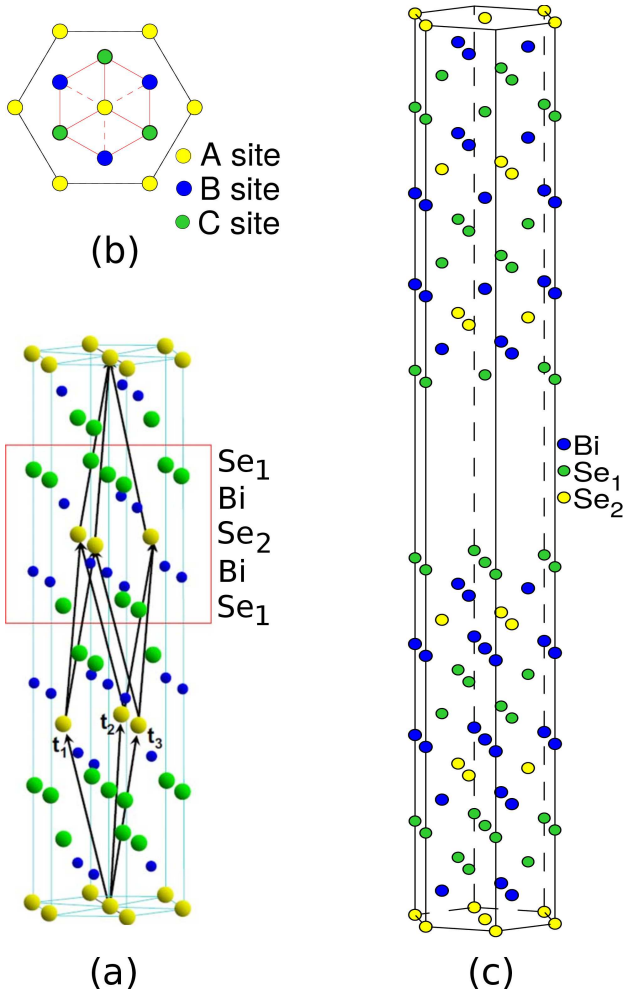 A site
B site
C site
(b)
Se1
Bi
Se2
Bi
Se1
t1
t2
t3
(a)
Bi
Se1
Se2
(c)